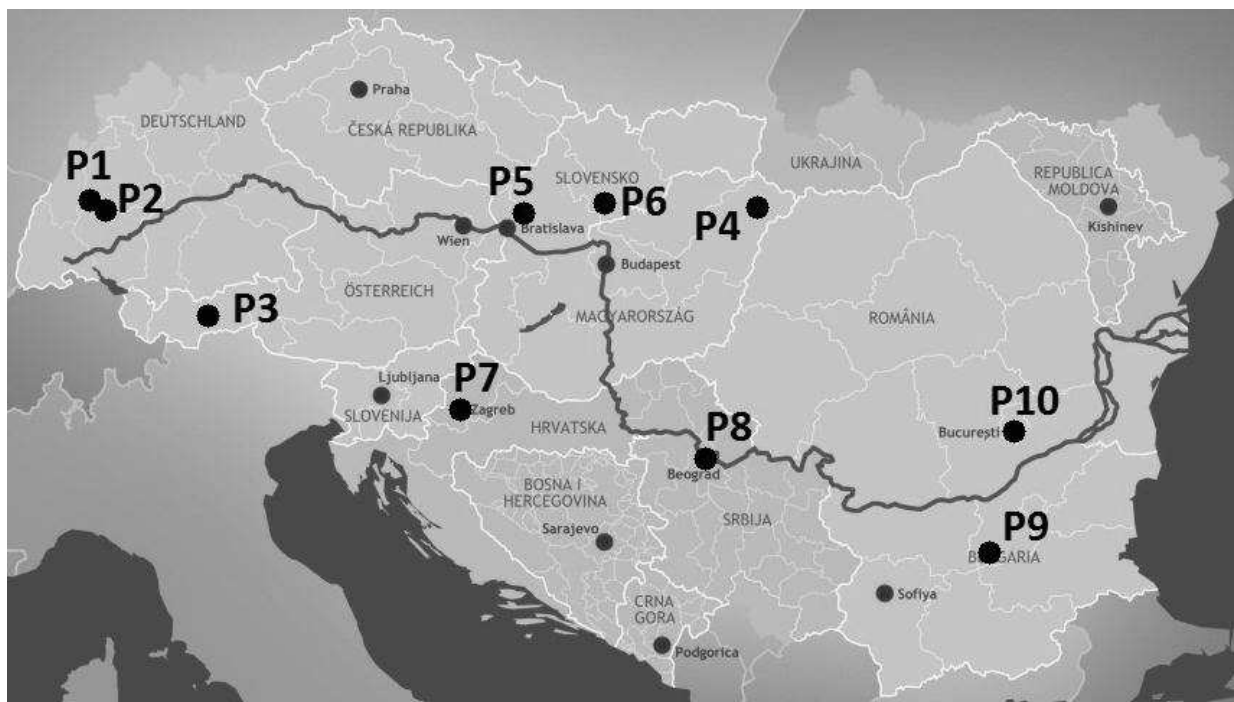 Praha
DEUTSCHLAND
ČESKÁ REPUBLIKA
UKRAJINA
P1
P2
P5
SLOVENSKO
P6
P4
REPUBLICA
MOLDOVA
Kishinev
Wien
Bratislava
Budapest
ÖSTERREICH
P3
MAGYARORSZÁG
ROMÂNIA
Ljubljana
P7
Zagreb
SLOVENIJA
HRVATSKA
P8
Beograd
P10
București
BOSNA I
HERCEGOVINA
Sarajevo
SRBIJA
P9
BULGARIA
Sofiya
CRNA
GORA
Podgorica